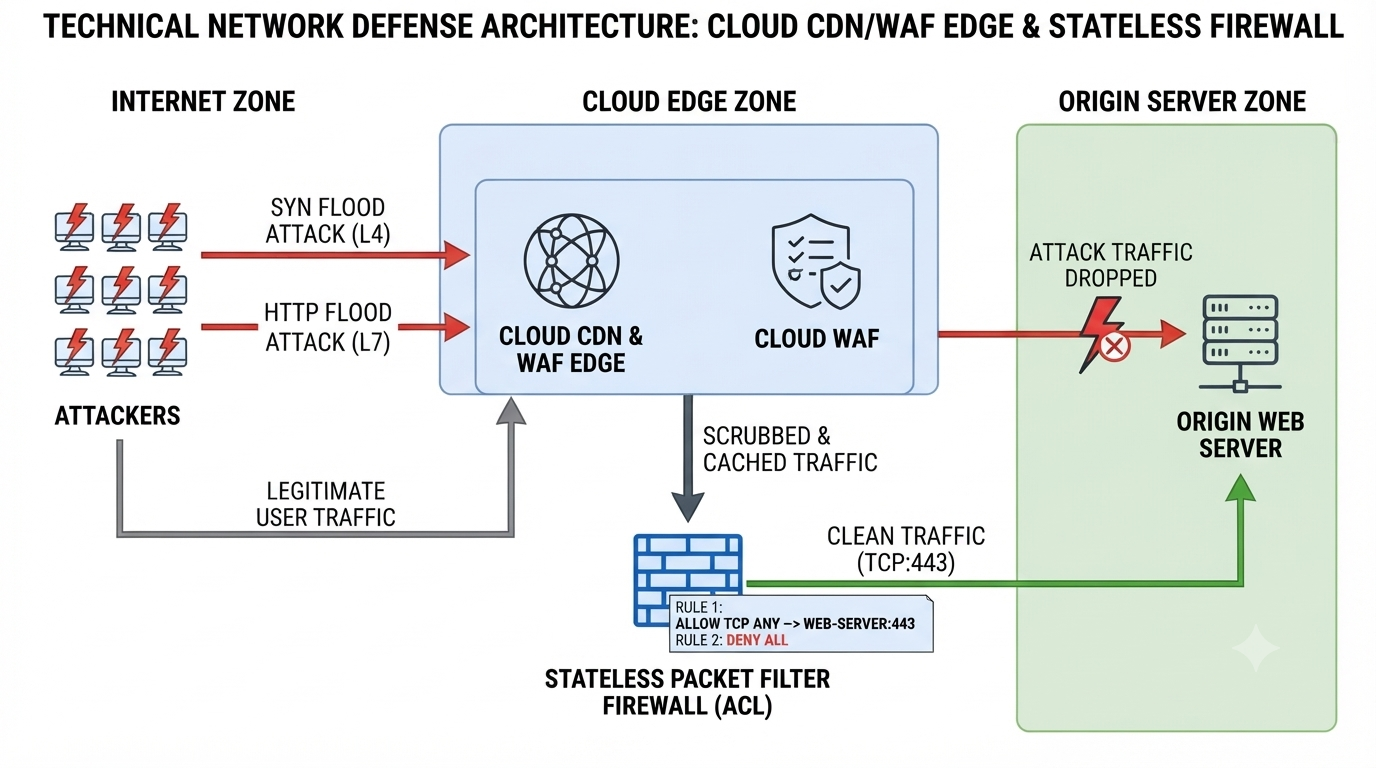 TECHNICAL NETWORK DEFENSE ARCHITECTURE: CLOUD CDN/WAF EDGE & STATELESS FIREWALL
INTERNET ZONE
CLOUD EDGE ZONE
ORIGIN SERVER ZONE
SYN FLOOD
ATTACK (L4)
HTTP FLOOD
ATTACK (L7)
ATTACKERS
LEGITIMATE
USER TRAFFIC
CLOUD CDN &
WAF EDGE
CLOUD WAF
ATTACK TRAFFIC
DROPPED
ORIGIN WEB
SERVER
SCRUBBED &
CACHED TRAFFIC
CLEAN TRAFFIC
(TCP:443)
RULE 1:
ALLOW TCP ANY –> WEB-SERVER:443
RULE 2: DENY ALL
STATELESS PACKET FILTER
FIREWALL (ACL)